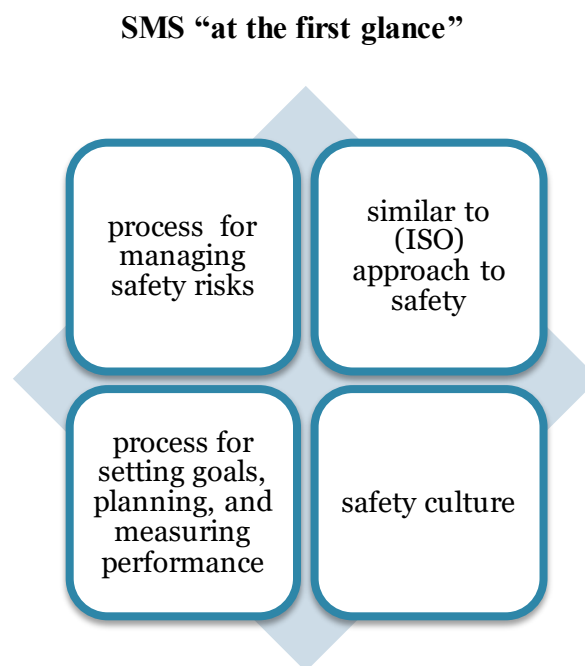 SMS “at the first glance”
process for
managing
safety risks
similar to
(ISO)
approach to
safety
process for
setting goals,
planning, and
measuring
performance
safety culture